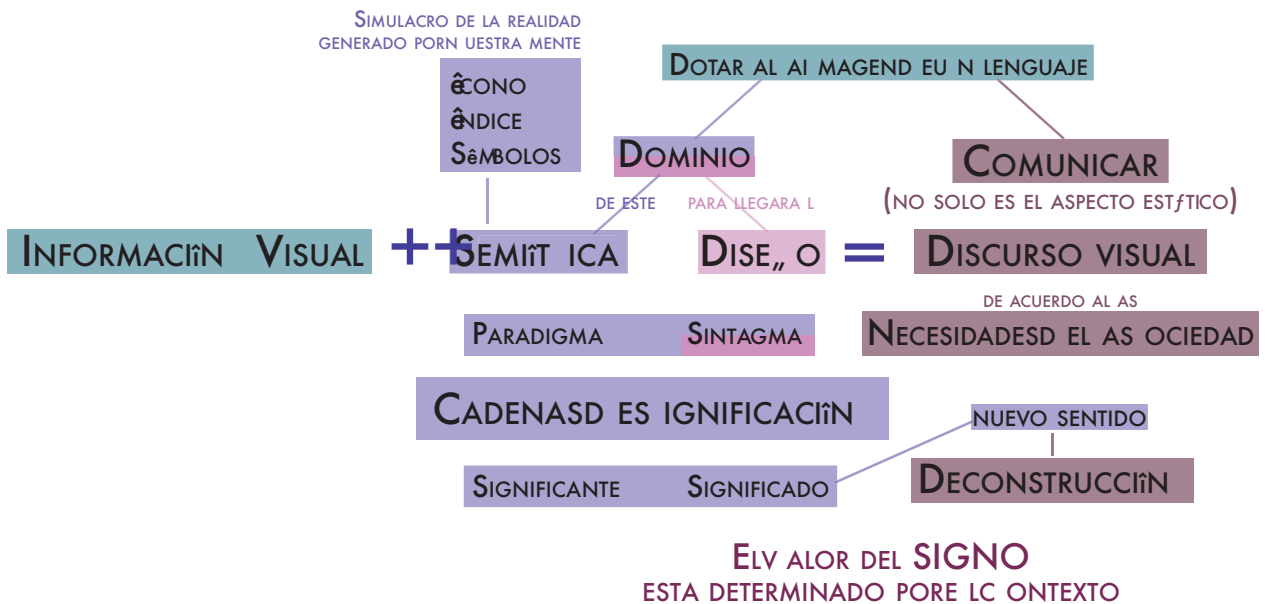 SIMULACRO DE LA REALIDAD
GENERADO PORN UESTRA MENTE
DOTAR AL AI MAGEND EU N LENGUAJE
êCONO
êNDICE
SêMBOLOS
DOMINIO
COMUNICAR
(NO SOLO ES EL ASPECTO ESTƒTICO)
DE ESTE
PARA LLEGARA L
INFORMACIîN VISUAL ++ SEMIîT ICA DISE„ O = DISCURSO VISUAL
DE ACUERDO AL AS
PARADIGMA SINTAGMA
NECESIDADESD EL AS OCIEDAD
CADENASD ES IGNIFICACIîN
NUEVO SENTIDO
SIGNIFICANTE SIGNIFICADO
DECONSTRUCCIîN
ELV ALOR DEL SIGNO
ESTA DETERMINADO PORE LC ONTEXTO